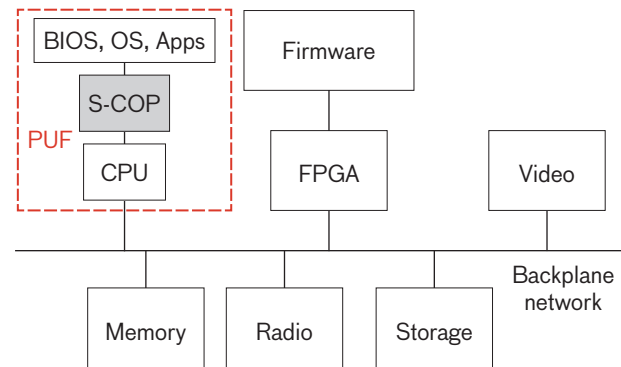 BIOS, OS, Apps
Firmware
S-COP
PUF
CPU
FPGA
Video
Backplane
network
Memory
Radio
Storage